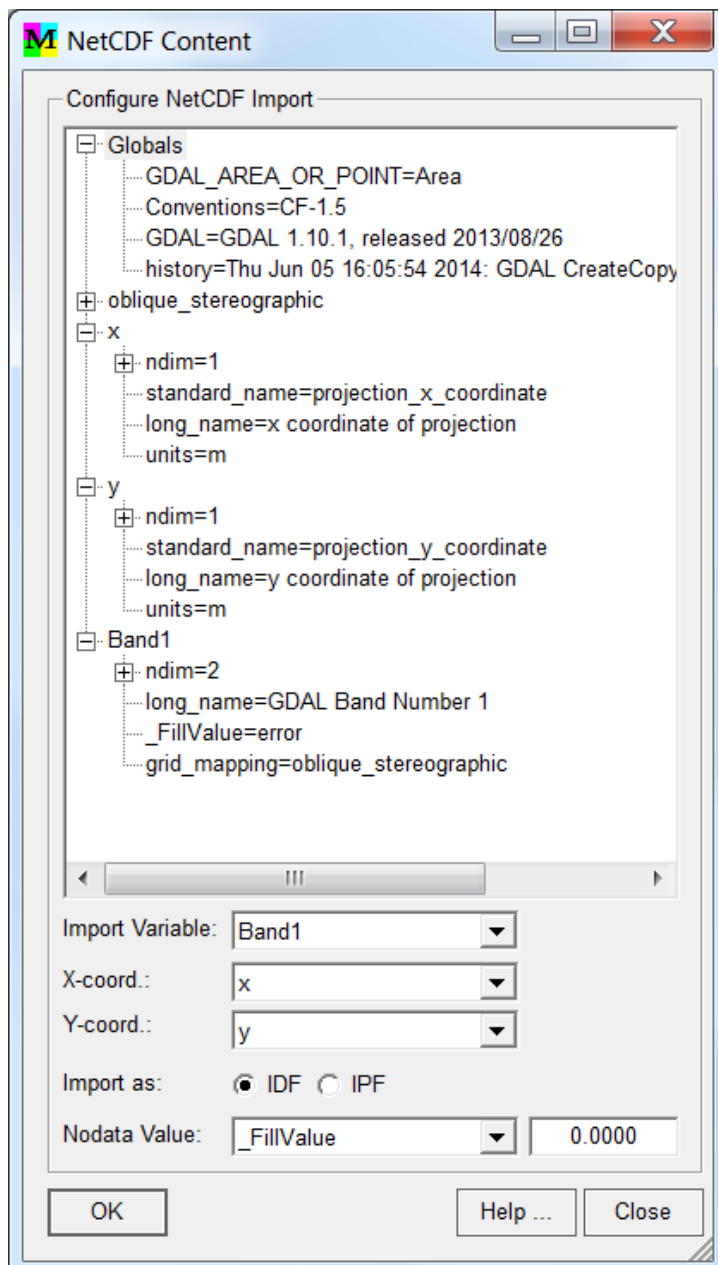 M NetCDF Content
Configure NetCDF Import
Globals
GDAL_AREA_OR_POINT=Area
Conventions=CF-1.5
GDAL=GDAL 1.10.1, released 2013/08/26
history=Thu Jun 05 16:05:54 2014: GDAL CreateCopy
oblique_stereographic
x
ndim=1
standard_name=projection_x_coordinate
long_name=x coordinate of projection
units=m
y
ndim=1
standard_name=projection_y_coordinate
long_name=y coordinate of projection
units=m
Band1
ndim=2
long_name=GDAL Band Number 1
_FillValue=error
grid_mapping=oblique_stereographic
Import Variable: Band1
X-coord.: x
Y-coord.: y
Import as: IDF IPF
Nodata Value: _FillValue 0.0000
OK Help ... Close